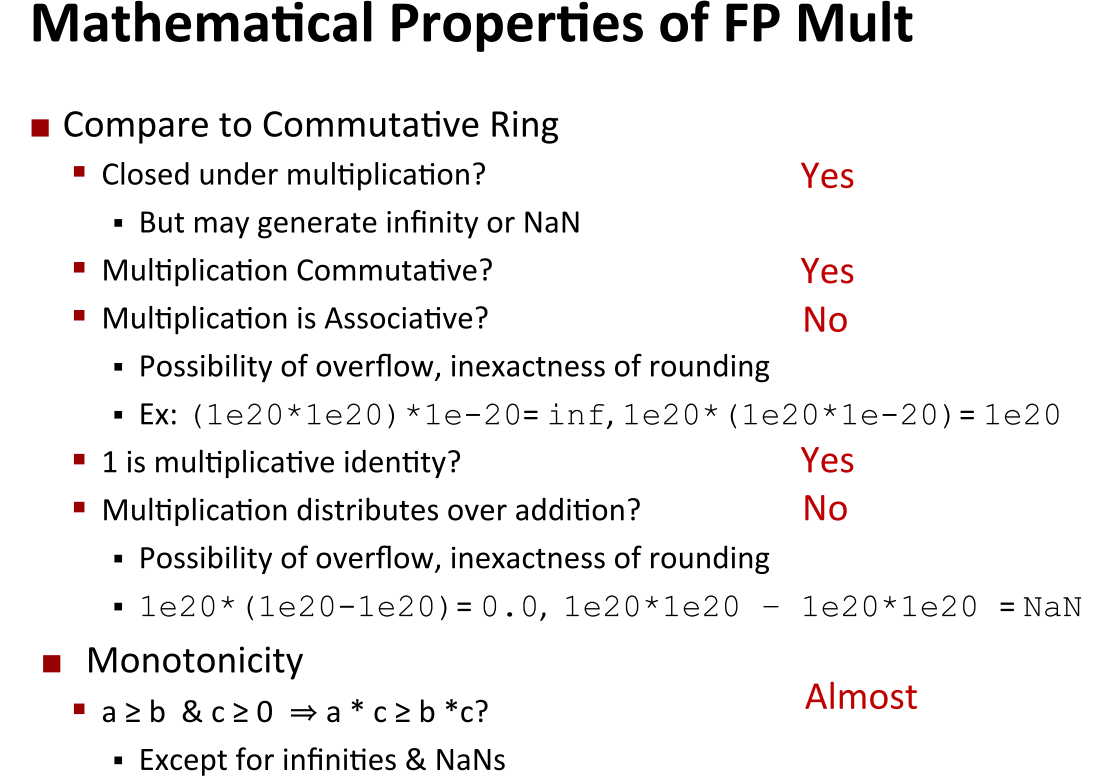 Mathematical Properties of FP Mult
■ Compare to Commutative Ring
▪ Closed under multiplication? Yes
▪ But may generate infinity or NaN
▪ Multiplication Commutative? Yes
▪ Multiplication is Associative? No
▪ Possibility of overflow, inexactness of rounding
▪ Ex: (1e20*1e20)*1e-20= inf, 1e20*(1e20*1e-20)= 1e20
▪ 1 is multiplicative identity? Yes
▪ Multiplication distributes over addition? No
▪ Possibility of overflow, inexactness of rounding
▪ 1e20*(1e20-1e20)= 0.0, 1e20*1e20 – 1e20*1e20 = NaN
■ Monotonicity
▪ a ≥ b & c ≥ 0 ⇒ a * c ≥ b *c? Almost
▪ Except for infinities & NaNs